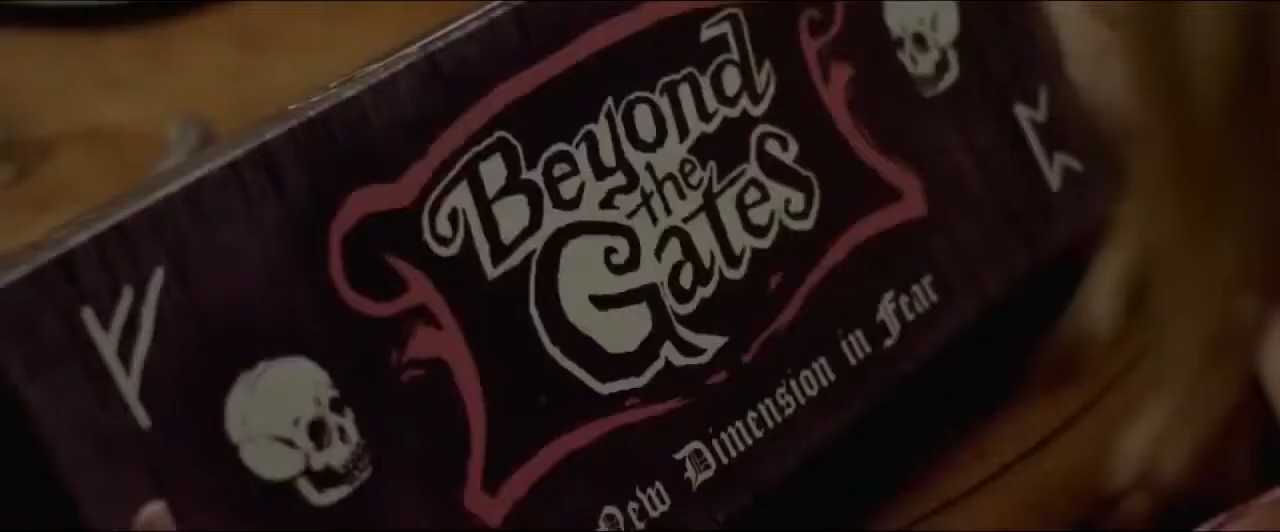 Beyond
the
Gates
New Dimension in Fear